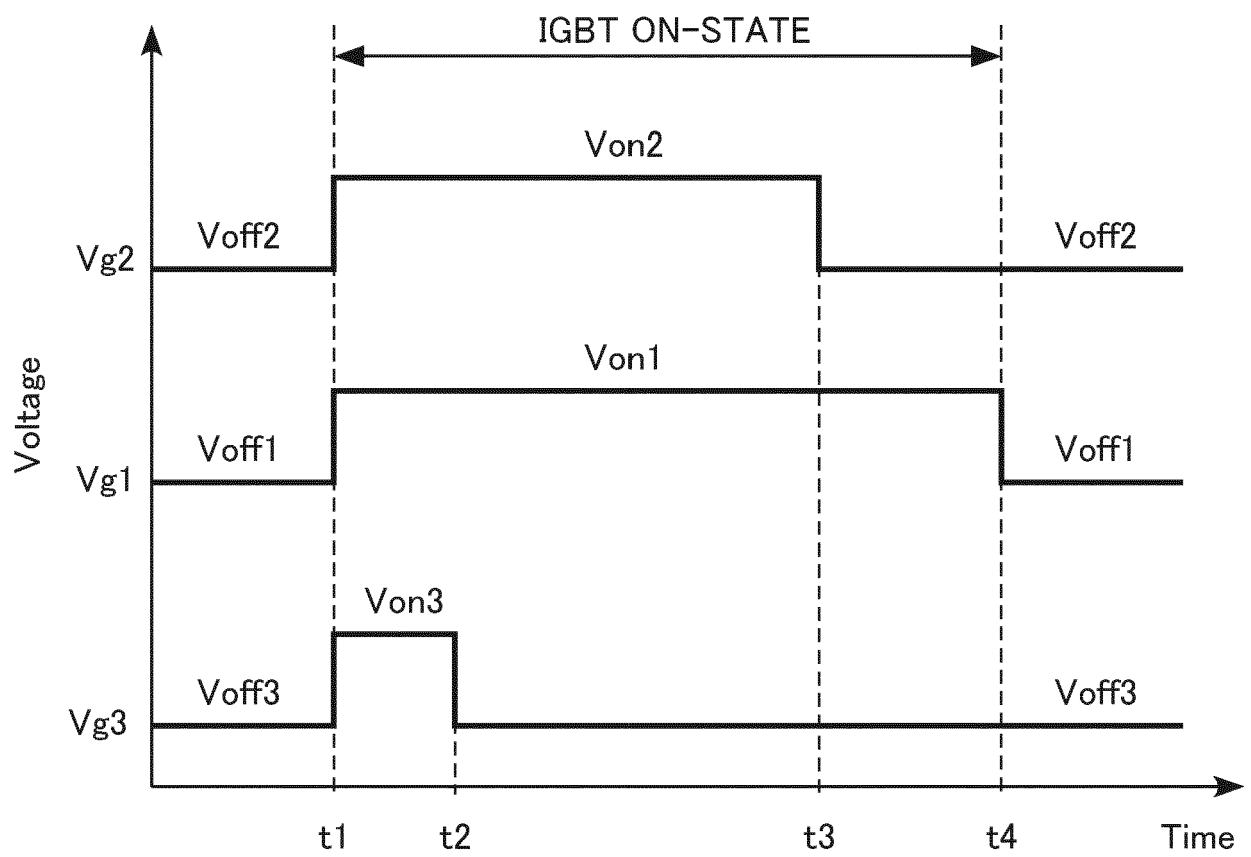 IGBT ON-STATE
Von2
Voff2
Voff2
Vg2
Von1
Voltage
Voff1
Voff1
Vg1
Von3
Voff3
Voff3
Vg3
t1 t2 t3 t4 Time